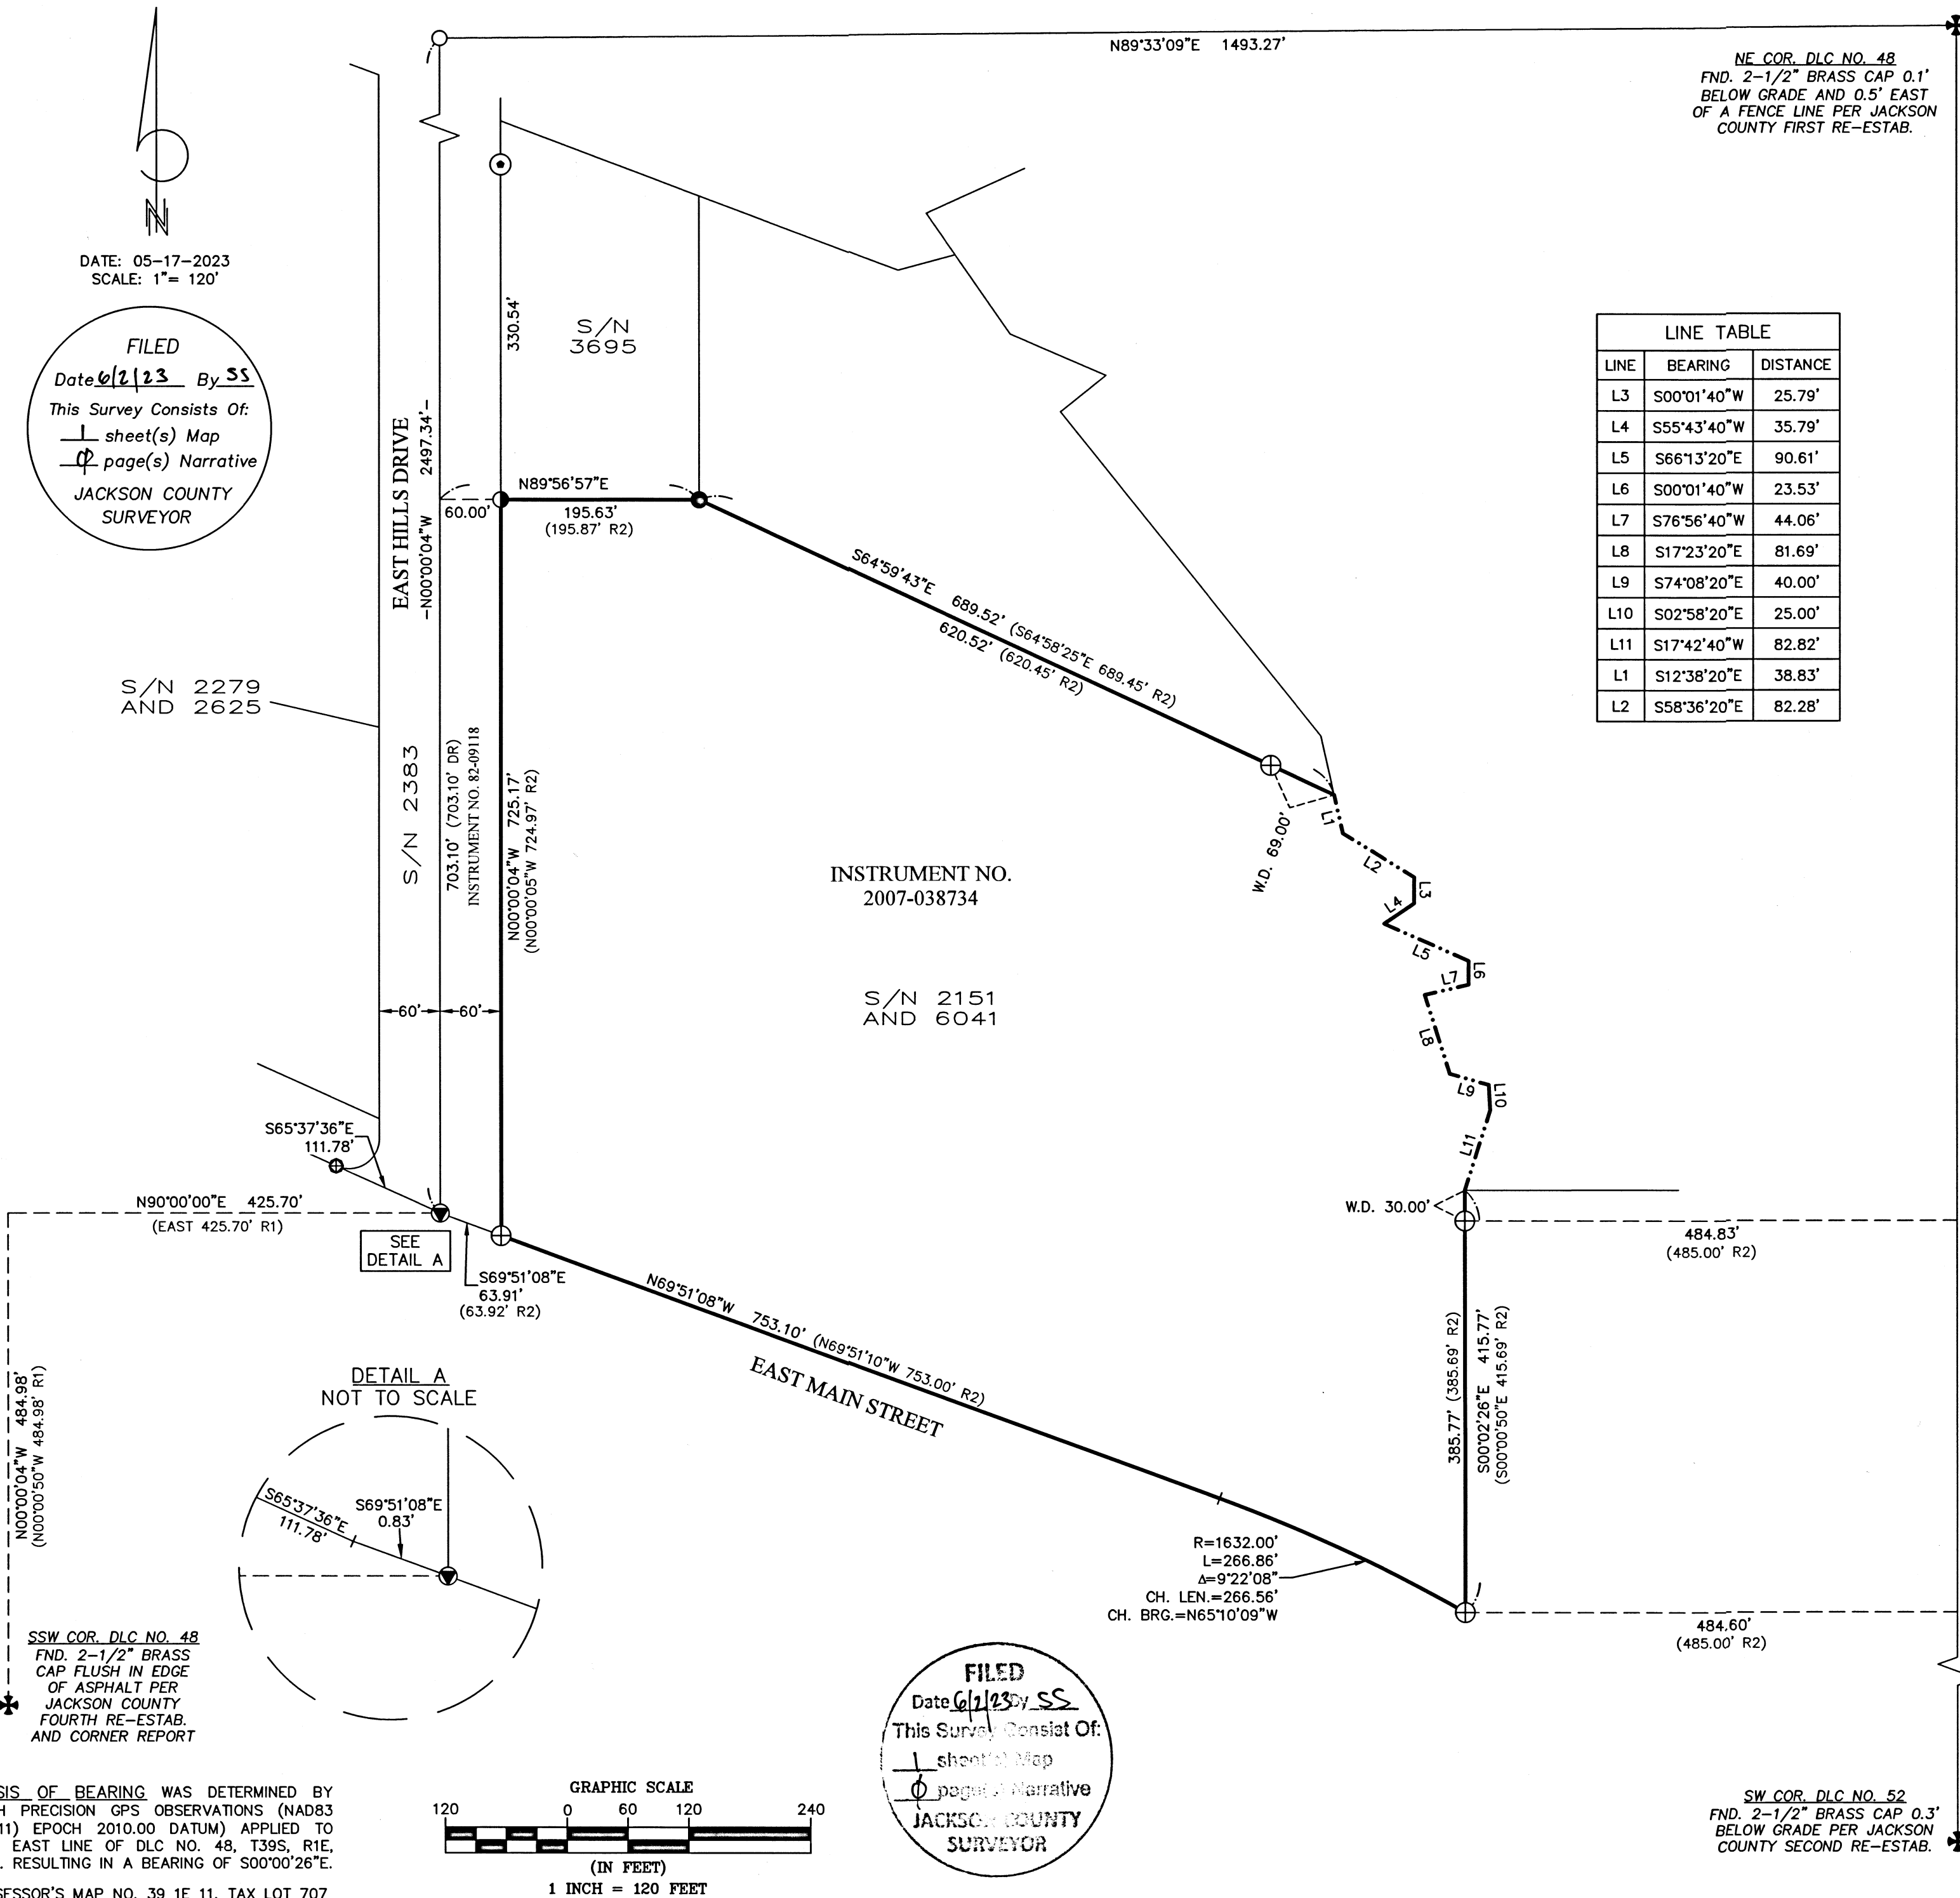 N89°33'09"E 1493.27'
NE COR. DLC NO. 48
FND. 2-1/2" BRASS CAP 0.1'
BELOW GRADE AND 0.5' EAST
OF A FENCE LINE PER JACKSON
COUNTY FIRST RE-ESTAB.
N
DATE: 05-17-2023
SCALE: 1"= 120'
FILED
Date 6/2/23 By SS
This Survey Consists Of:
1 sheet(s) Map
0 page(s) Narrative
JACKSON COUNTY
SURVEYOR
330.54'
S/N
3695
EAST HILLS DRIVE
-N00°00'04"W 2497.34'-
N89°56'57"E
60.00'
195.63'
(195.87' R2)
S64°59'43"E 689.52' (S64°58'25"E 689.45' R2)
620.52' (620.45' R2)
LINE TABLE
LINE BEARING DISTANCE
L3 S00°01'40"W 25.79'
L4 S55°43'40"W 35.79'
L5 S66°13'20"E 90.61'
L6 S00°01'40"W 23.53'
L7 S76°56'40"W 44.06'
L8 S17°23'20"E 81.69'
L9 S74°08'20"E 40.00'
L10 S02°58'20"E 25.00'
L11 S17°42'40"W 82.82'
L1 S12°38'20"E 38.83'
L2 S58°36'20"E 82.28'
S/N 2279
AND 2625
S/N 2383
703.10' (703.10' DR)
INSTRUMENT NO. 82-09118
N00°00'04"W 725.17'
(N00°00'05"W 724.97' R2)
W.D. 69.00'
L1
L2
L3
L4
L5
L6
L7
L8
L9
L10
L11
INSTRUMENT NO.
2007-038734
S/N 2151
AND 6041
60'
60'
S65°37'36"E
111.78'
N90°00'00"E 425.70'
(EAST 425.70' R1)
SEE
DETAIL A
S69°51'08"E
63.91'
(63.92' R2)
W.D. 30.00'
484.83'
(485.00' R2)
N69°51'08"W 753.10' (N69°51'10"W 753.00' R2)
EAST MAIN STREET
385.77' (385.69' R2)
S00°02'26"E 415.77'
(S00°00'50"E 415.69' R2)
N00°00'04"W 484.98'
(N00°00'50"W 484.98' R1)
DETAIL A
NOT TO SCALE
S65°37'36"E
111.78'
S69°51'08"E
0.83'
R=1632.00'
L=266.86'
Δ=9°22'08"
CH. LEN.=266.56'
CH. BRG.=N65°10'09"W
484.60'
(485.00' R2)
SSW COR. DLC NO. 48
FND. 2-1/2" BRASS
CAP FLUSH IN EDGE
OF ASPHALT PER
JACKSON COUNTY
FOURTH RE-ESTAB.
AND CORNER REPORT
FILED
Date 6/2/23 By SS
This Survey Consist Of:
1 sheet(s) Map
0 page(s) Narrative
JACKSON COUNTY
SURVEYOR
SIS OF BEARING WAS DETERMINED BY
H PRECISION GPS OBSERVATIONS (NAD83
11) EPOCH 2010.00 DATUM) APPLIED TO
EAST LINE OF DLC NO. 48, T39S, R1E,
. RESULTING IN A BEARING OF S00°00'26"E.
SESSOR'S MAP NO. 39 1E 11, TAX LOT 707
GRAPHIC SCALE
120 0 60 120 240
(IN FEET)
1 INCH = 120 FEET
SW COR. DLC NO. 52
FND. 2-1/2" BRASS CAP 0.3'
BELOW GRADE PER JACKSON
COUNTY SECOND RE-ESTAB.